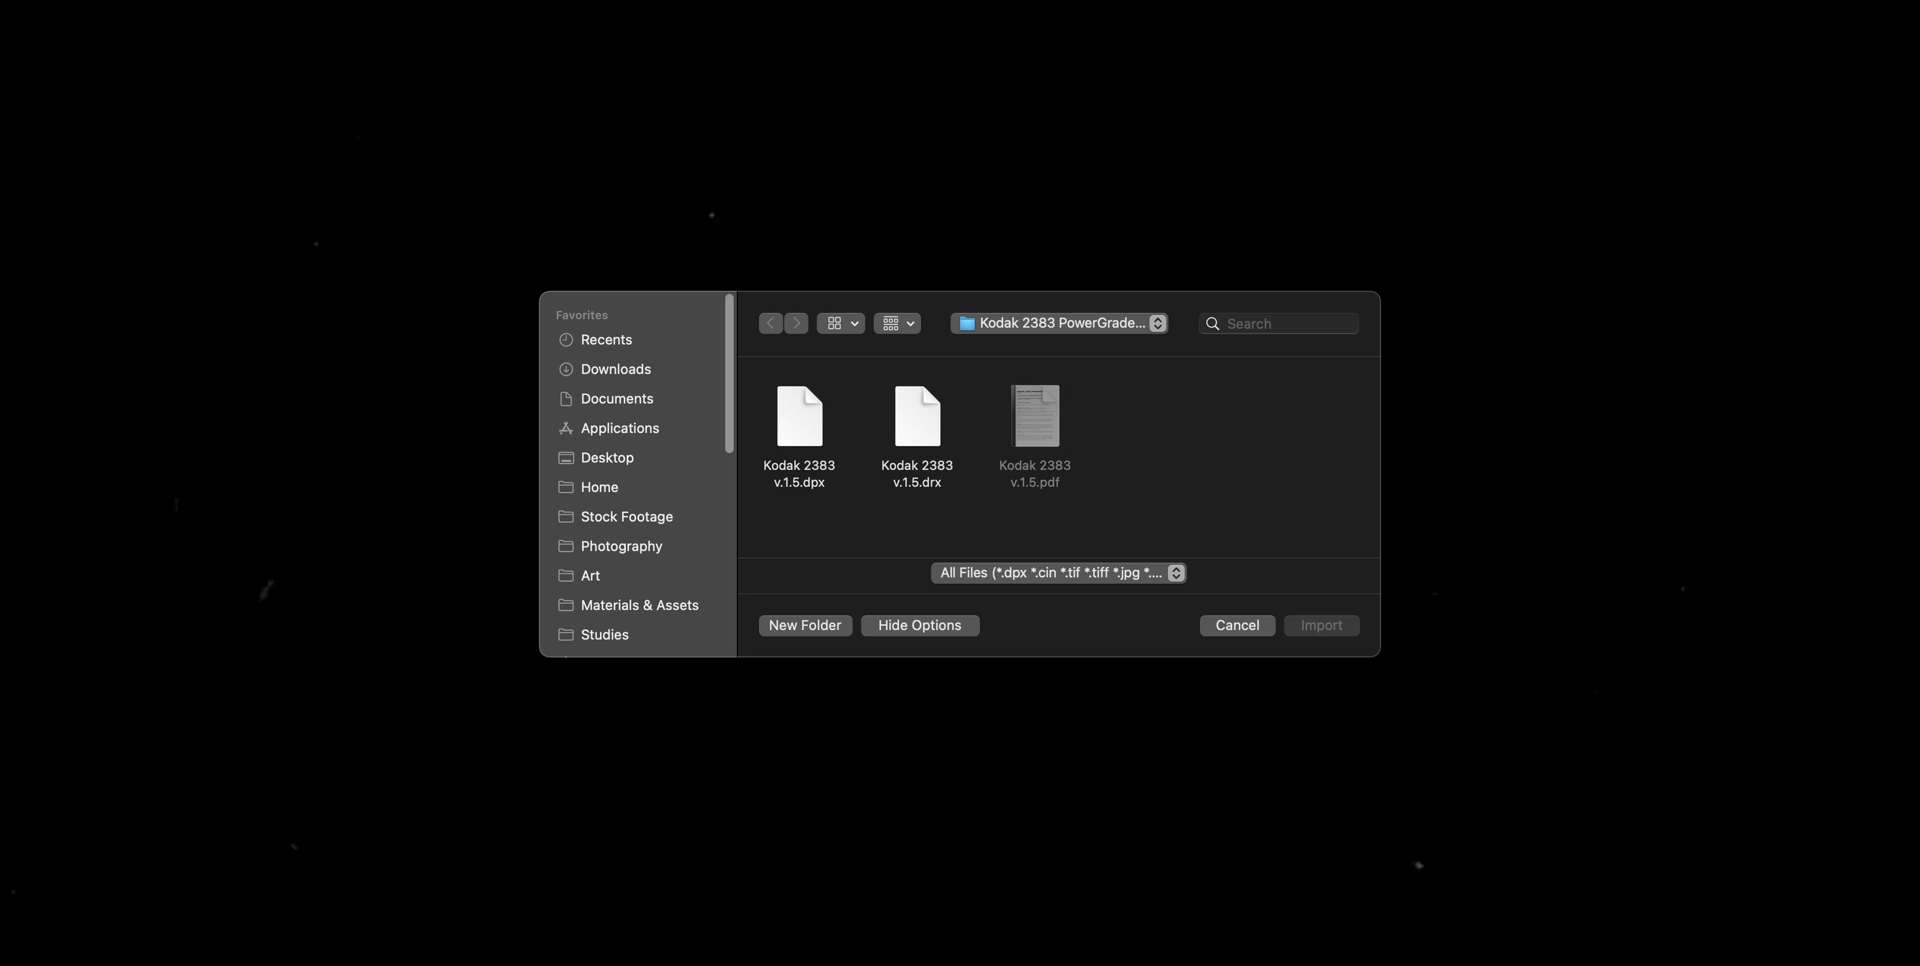 Favorites
Recents
Downloads
Documents
Applications
Desktop
Home
Stock Footage
Photography
Art
Materials & Assets
Studies
Kodak 2383 PowerGrade...
Search
Kodak 2383
v.1.5.dpx
Kodak 2383
v.1.5.drx
Kodak 2383
v.1.5.pdf
All Files (*.dpx *.cin *.tif *.tiff *.jpg *....
New Folder
Hide Options
Cancel
Import